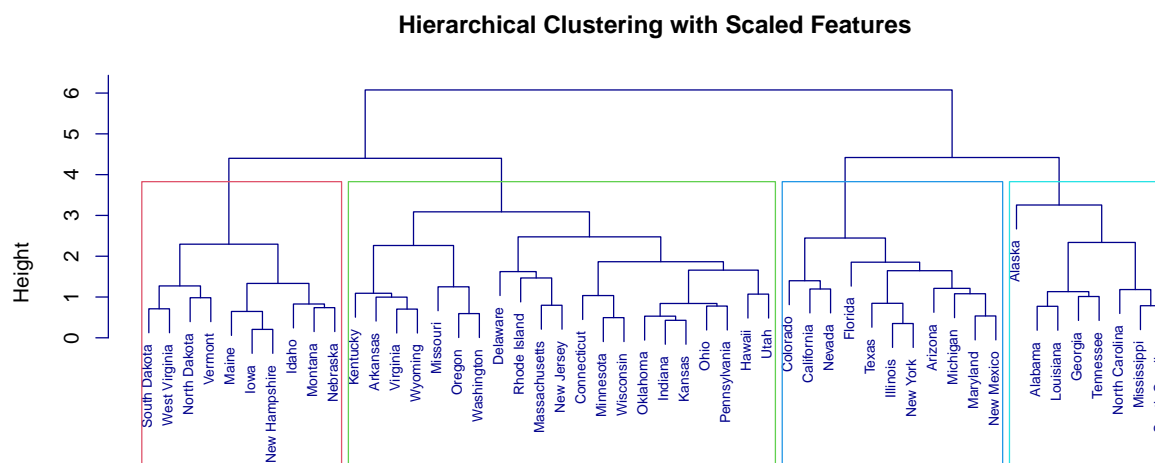 Hierarchical Clustering with Scaled Features
Height
6
5
4
3
2
1
0
South Dakota
West Virginia
North Dakota
Vermont
Maine
Iowa
New Hampshire
Idaho
Montana
Nebraska
Kentucky
Arkansas
Virginia
Wyoming
Missouri
Oregon
Washington
Delaware
Rhode Island
Massachusetts
New Jersey
Connecticut
Minnesota
Wisconsin
Oklahoma
Indiana
Kansas
Ohio
Pennsylvania
Hawaii
Utah
Colorado
California
Nevada
Florida
Texas
Illinois
New York
Arizona
Michigan
Maryland
New Mexico
Alaska
Alabama
Louisiana
Georgia
Tennessee
North Carolina
Mississippi